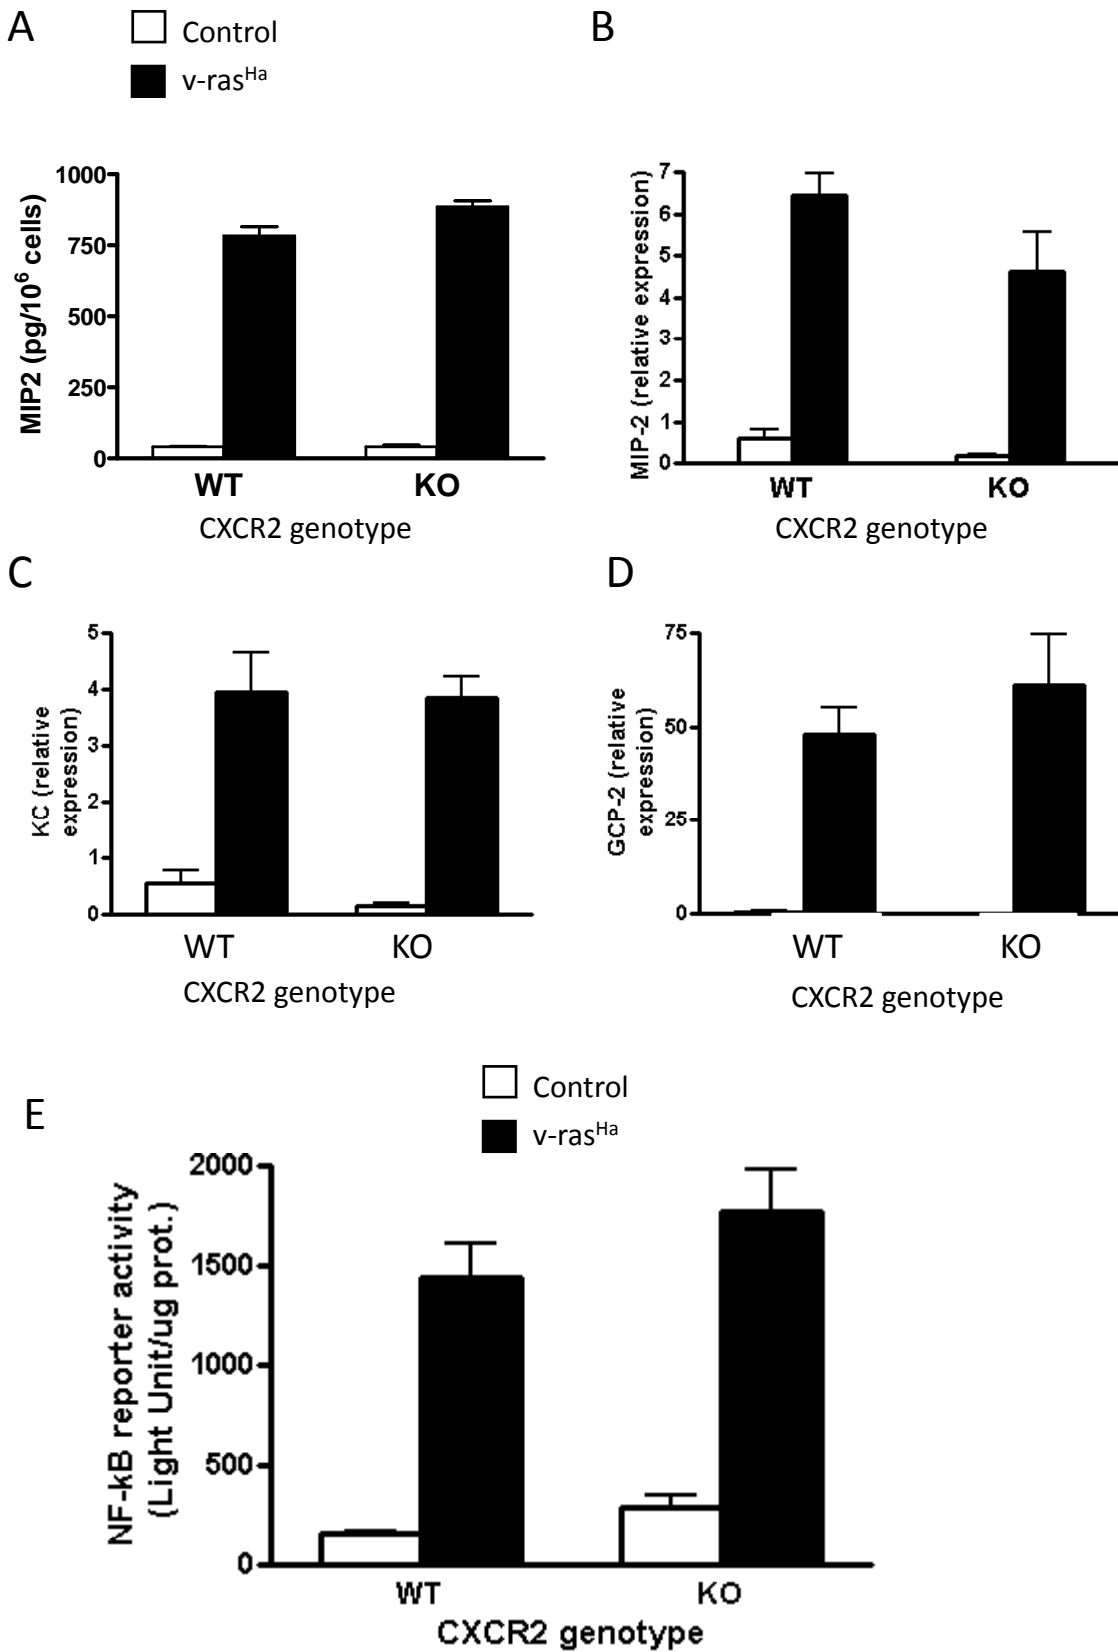 A
Control
v-ras^Ha
B
1000
750
500
250
0
MIP2 (pg/10^6 cells)
WT KO
CXCR2 genotype
7
6
5
4
3
2
1
0
MIP-2 (relative expression)
WT KO
CXCR2 genotype
C
5
4
3
2
1
0
KC (relative
expression)
WT KO
CXCR2 genotype
D
75
50
25
0
GCP-2 (relative
expression)
WT KO
CXCR2 genotype
E
Control
v-ras^Ha
2000
1500
1000
500
0
NF-kB reporter activity
(Light Unit/ug prot.)
WT KO
CXCR2 genotype